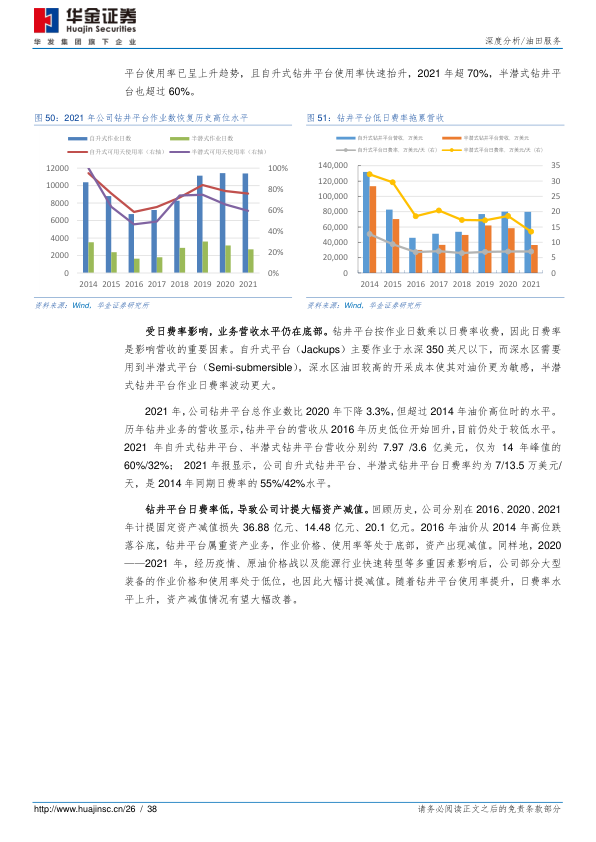 华金证券
Huajin Securities
华发集团旗下企业
深度分析/油田服务
平台使用率已呈上升趋势，且自升式钻井平台使用率快速抬升，2021 年超 70%，半潜式钻井平
台也超过 60%。
图 50：2021 年公司钻井平台作业数恢复历史高位水平
自升式作业日数
半潜式作业日数
自升式可用天使用率（右轴）
半潜式可用天使用率（右轴）
12000
10000
8000
6000
4000
2000
0
100%
80%
60%
40%
20%
0%
2014 2015 2016 2017 2018 2019 2020 2021
资料来源：Wind，华金证券研究所
图 51：钻井平台低日费率拖累营收
自升式钻井平台营收，万美元
半潜式钻井平台营收，万美元
自升式平台日费率，万美元/天（右）
半潜式平台日费率，万美元/天（右）
140,000
120,000
100,000
80,000
60,000
40,000
20,000
0
35
30
25
20
15
10
5
0
2014 2015 2016 2017 2018 2019 2020 2021
资料来源：Wind，华金证券研究所
受日费率影响，业务营收水平仍在底部。钻井平台按作业日数乘以日费率收费，因此日费率
是影响营收的重要因素。自升式平台（Jackups）主要作业于水深 350 英尺以下，而深水区需要
用到半潜式平台（Semi-submersible），深水区油田较高的开采成本使其对油价更为敏感，半潜
式钻井平台作业日费率波动更大。
2021 年，公司钻井平台总作业数比 2020 年下降 3.3%，但超过 2014 年油价高位时的水平。
历年钻井业务的营收显示，钻井平台的营收从 2016 年历史低位开始回升，目前仍处于较低水平。
2021 年自升式钻井平台、半潜式钻井平台营收分别约 7.97 /3.6 亿美元，仅为 14 年峰值的
60%/32%； 2021 年报显示，公司自升式钻井平台、半潜式钻井平台日费率约为 7/13.5 万美元/
天，是 2014 年同期日费率的 55%/42%水平。
钻井平台日费率低，导致公司计提大幅资产减值。回顾历史，公司分别在 2016、2020、2021
年计提固定资产减值损失 36.88 亿元、14.48 亿元、20.1 亿元。2016 年油价从 2014 年高位跌
落谷底，钻井平台属重资产业务，作业价格、使用率等处于底部，资产出现减值。同样地，2020
——2021 年，经历疫情、原油价格战以及能源行业快速转型等多重因素影响后，公司部分大型
装备的作业价格和使用率处于低位，也因此大幅计提减值。随着钻井平台使用率提升，日费率水
平上升，资产减值情况有望大幅改善。
http://www.huajinsc.cn/26 / 38
请务必阅读正文之后的免责条款部分